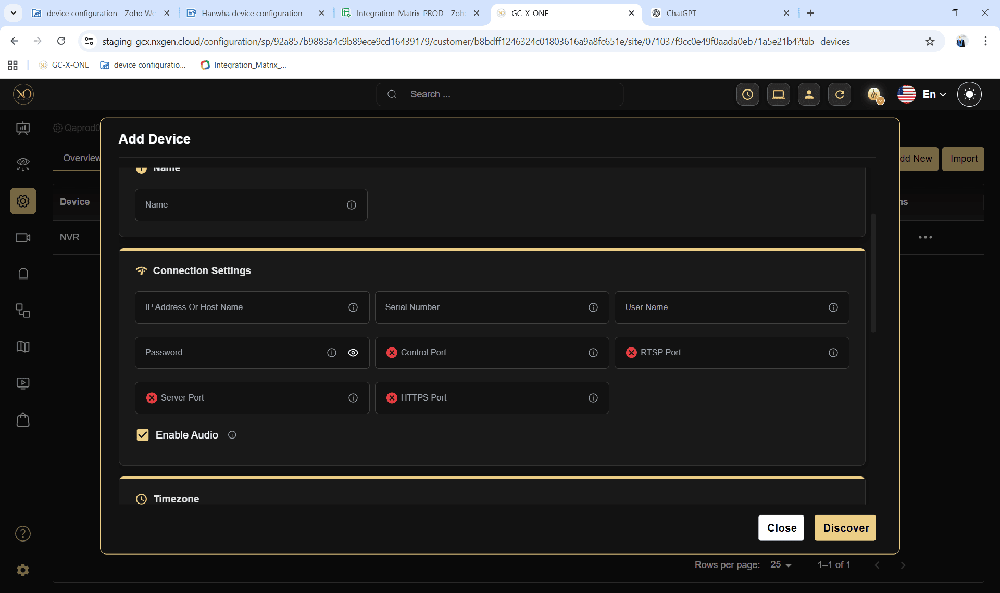 device configuration - Zoho Wo
Hanwha device configuration
Integration_Matrix_PROD - Zoh
GC-X-ONE
ChatGPT
staging-gcx.nxgen.cloud/configuration/sp/92a857b9883a4c9b89ece9cd16439179/customer/b8bdff1246324c01803616a9a8fc651e/site/071037f9cc0e49f0aada0eb71a5e21b4?tab=devices
GC-X-ONE
device configuratio...
Integration_Matrix_...
XO
Search ...
En
Qaprod0
Add Device
Overview
dd New
Import
Name
Device
ns
Name
NVR
Connection Settings
IP Address Or Host Name
Serial Number
User Name
Password
Control Port
RTSP Port
Server Port
HTTPS Port
Enable Audio
Timezone
Close
Discover
Rows per page:
25
1–1 of 1